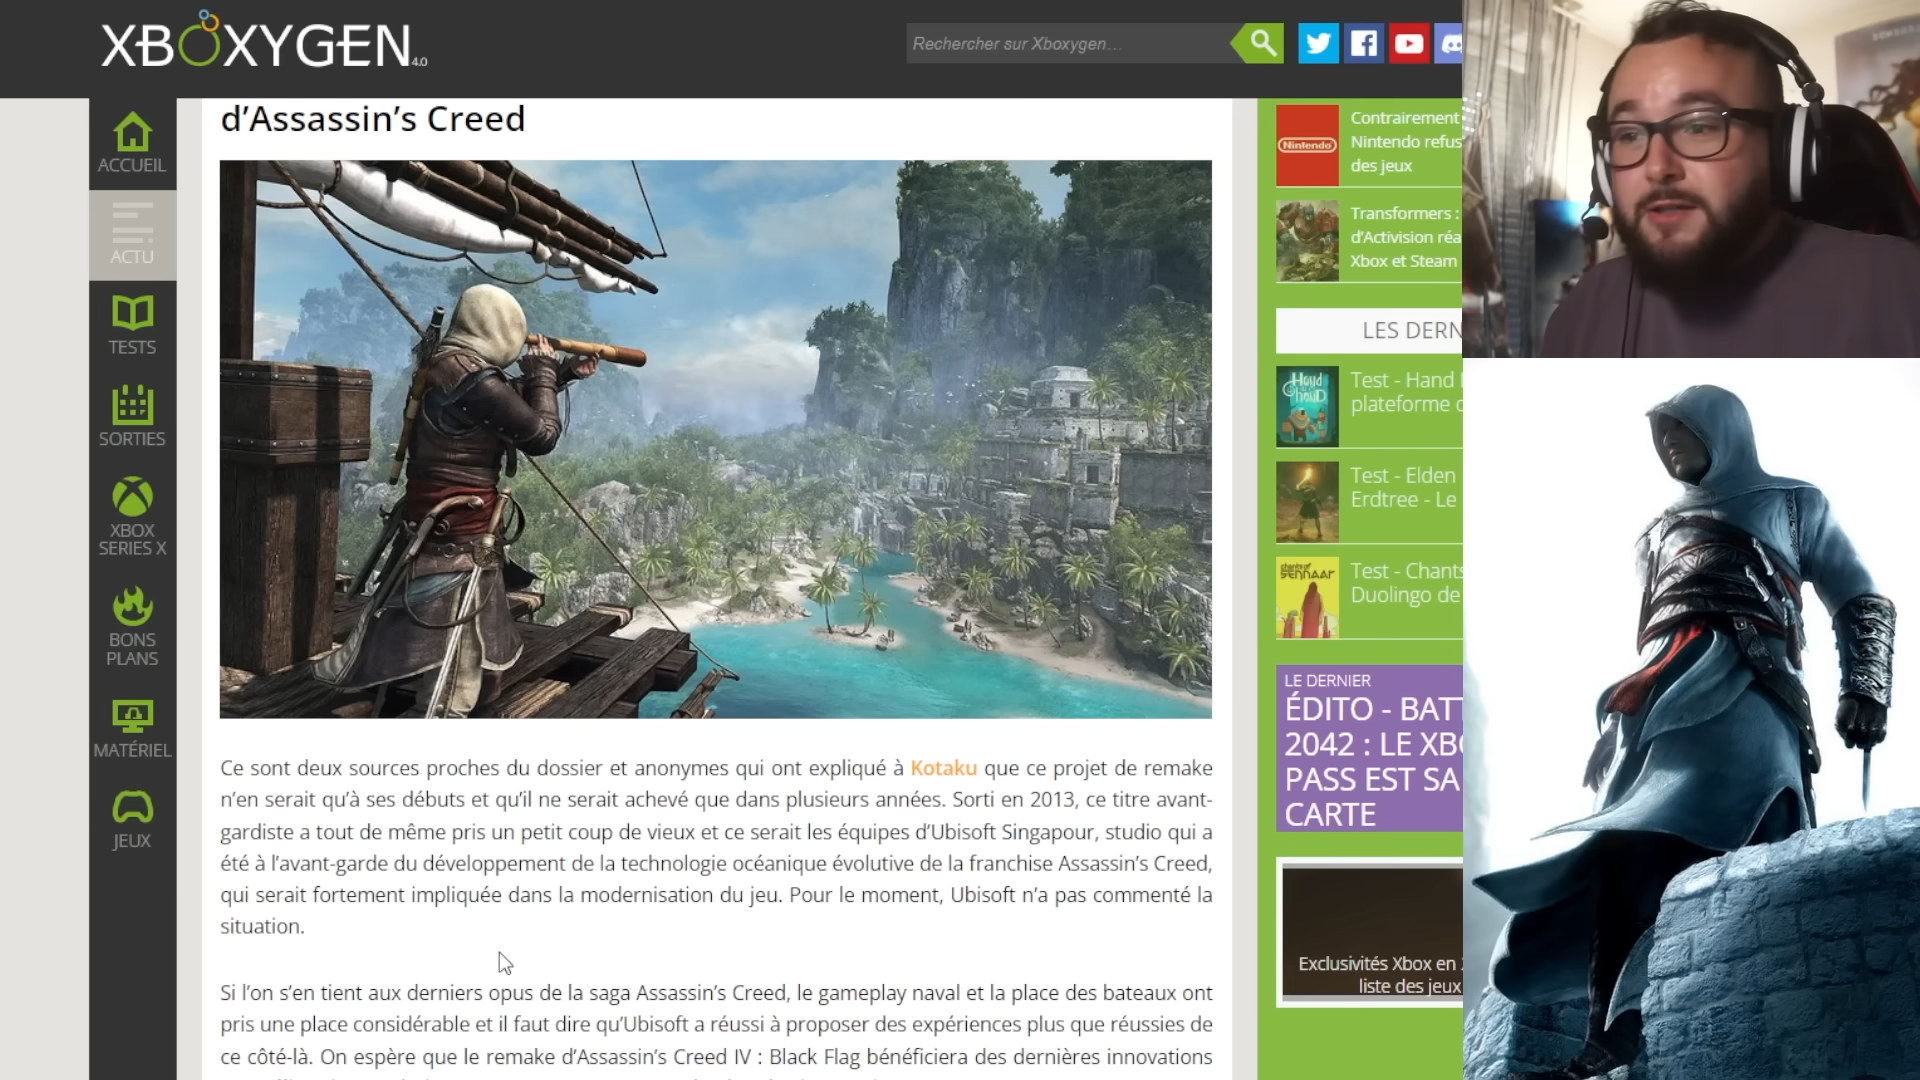 XBOXYGEN 4.0
Rechercher sur Xboxygen...
d'Assassin's Creed
ACCUEIL
ACTU
TESTS
SORTIES
XBOX
SERIES X
BONS
PLANS
MATÉRIEL
JEUX
Ce sont deux sources proches du dossier et anonymes qui ont expliqué à Kotaku que ce projet de remake
n'en serait qu'à ses débuts et qu'il ne serait achevé que dans plusieurs années. Sorti en 2013, ce titre avant-
gardiste a tout de même pris un petit coup de vieux et ce serait les équipes d'Ubisoft Singapour, studio qui a
été à l'avant-garde du développement de la technologie océanique évolutive de la franchise Assassin's Creed,
qui serait fortement impliquée dans la modernisation du jeu. Pour le moment, Ubisoft n'a pas commenté la
situation.
Si l'on s'en tient aux derniers opus de la saga Assassin's Creed, le gameplay naval et la place des bateaux ont
pris une place considérable et il faut dire qu'Ubisoft a réussi à proposer des expériences plus que réussies de
ce côté-là. On espère que le remake d'Assassin's Creed IV : Black Flag bénéficiera des dernières innovations
Nintendo
Contrairement
Nintendo refus
des jeux
Transformers :
d'Activision réa
Xbox et Steam
LES DERN
Test - Hand
plateforme
Test - Elden
Erdtree - Le
Test - Chants
Duolingo de
LE DERNIER
ÉDITO - BATT
2042 : LE XBO
PASS EST SA
CARTE
Exclusivités Xbox en
liste des jeux